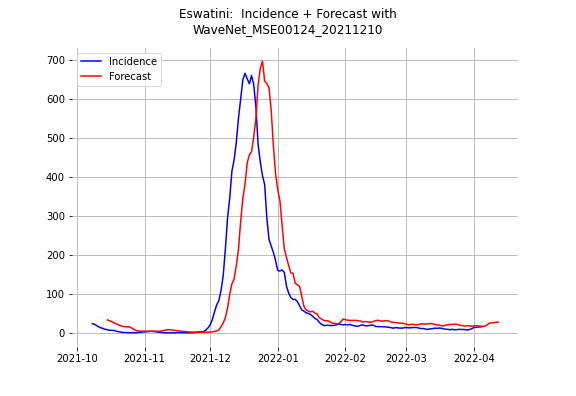 Eswatini:  Incidence + Forecast with
WaveNet_MSE00124_20211210
Incidence
Forecast
700
600
500
400
300
200
100
0
2021-10 2021-11 2021-12 2022-01 2022-02 2022-03 2022-04